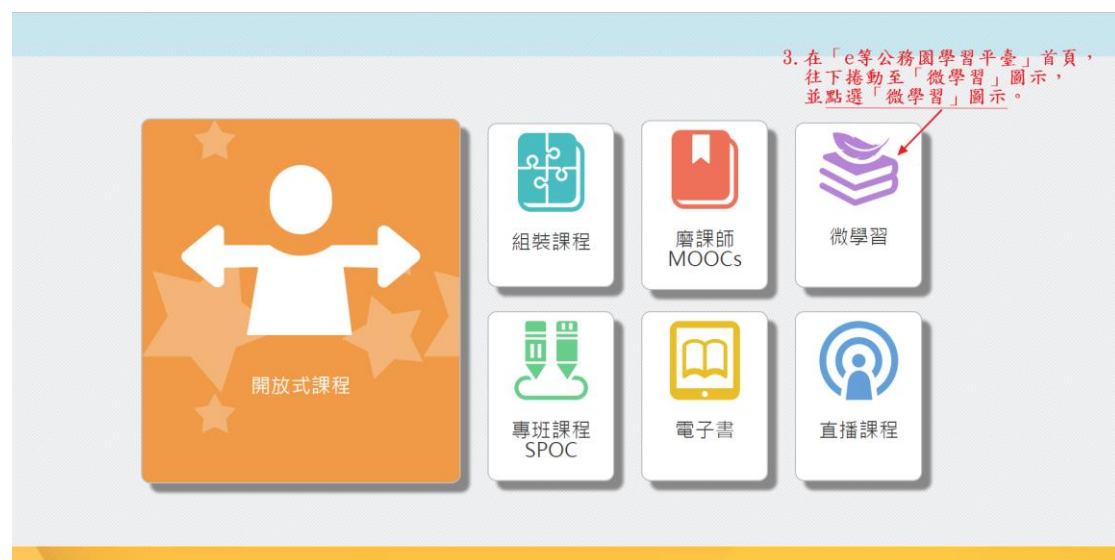 3.在「e等公務園學習平臺」首頁，
往下捲動至「微學習」圖示，
並點選「微學習」圖示。
組裝課程
磨課師
MOOCs
微學習
開放式課程
專班課程
SPOC
電子書
直播課程